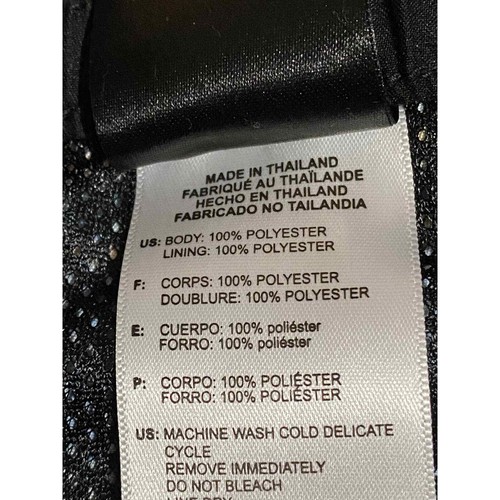 MADE IN THAILAND
FABRIQUÉ AU THAÏLANDE
HECHO EN THAILAND
FABRICADO NO TAILANDIA
US: BODY: 100% POLYESTER
LINING: 100% POLYESTER
F: CORPS: 100% POLYESTER
DOUBLURE: 100% POLYESTER
E: CUERPO: 100% poliéster
FORRO: 100% poliéster
P: CORPO: 100% POLIÉSTER
FORRO: 100% POLIÉSTER
US: MACHINE WASH COLD DELICATE
CYCLE
REMOVE IMMEDIATELY
DO NOT BLEACH
LINE DRY